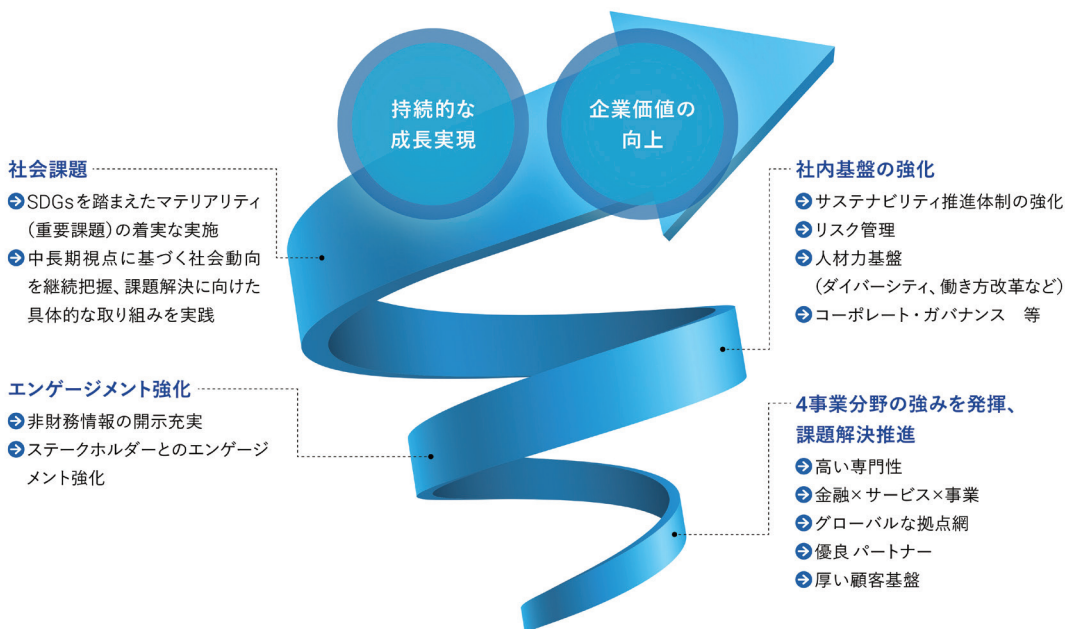 持続的な
成長実現
企業価値の
向上
社会課題
SDGsを踏まえたマテリアリティ
(重要課題)の着実な実施
中長期視点に基づく社会動向
を継続把握、課題解決に向けた
具体的な取り組みを実践
エンゲージメント強化
非財務情報の開示充実
ステークホルダーとのエンゲージ
メント強化
社内基盤の強化
サステナビリティ推進体制の強化
リスク管理
人材力基盤
(ダイバーシティ、働き方改革など)
コーポレート・ガバナンス 等
4事業分野の強みを発揮、
課題解決推進
高い専門性
金融×サービス×事業
グローバルな拠点網
優良パートナー
厚い顧客基盤